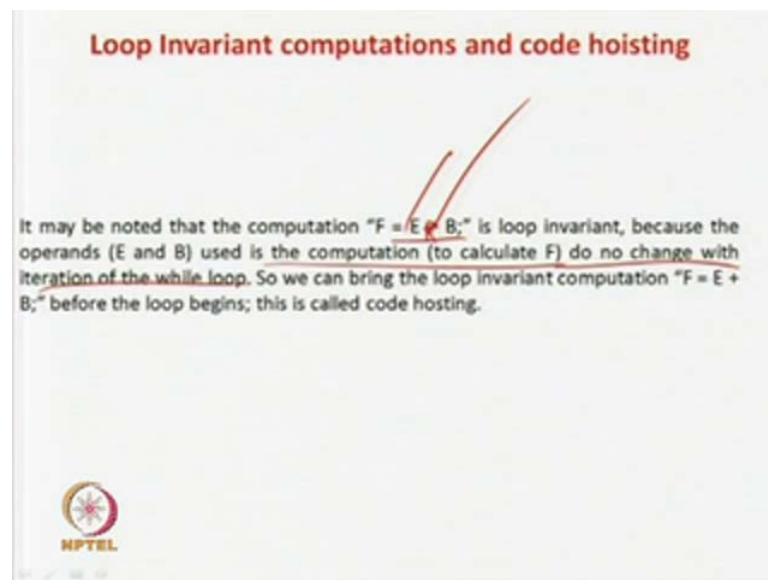 Loop Invariant computations and code hoisting
It may be noted that the computation "F = E + B;" is loop invariant, because the
operands (E and B) used is the computation (to calculate F) do no change with
iteration of the while loop. So we can bring the loop invariant computation "F = E +
B;" before the loop begins; this is called code hosting.
NPTEL